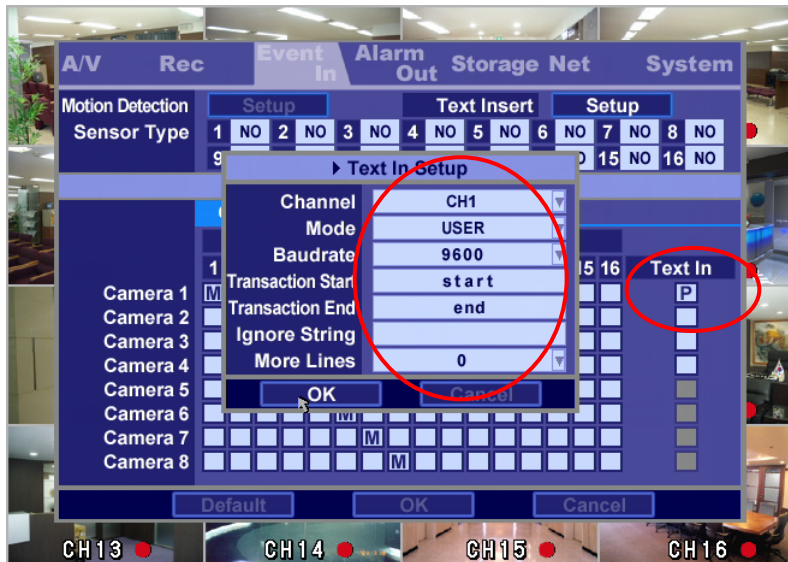 A/V Rec Event In Alarm Out Storage Net System
Motion Detection Setup Text Insert Setup
Sensor Type 1 NO 2 NO 3 NO 4 NO 5 NO 6 NO 7 NO 8 NO
9 15 NO 16 NO
Text In Setup
Channel CH1
Mode USER
Baudrate 9600
Transaction Start start
Transaction End end
Ignore String
More Lines 0
OK Cancel
1 15 16 Text In
Camera 1 M P
Camera 2
Camera 3
Camera 4
Camera 5
Camera 6 M
Camera 7 M
Camera 8 M
Default OK Cancel
CH13 CH14 CH15 CH16